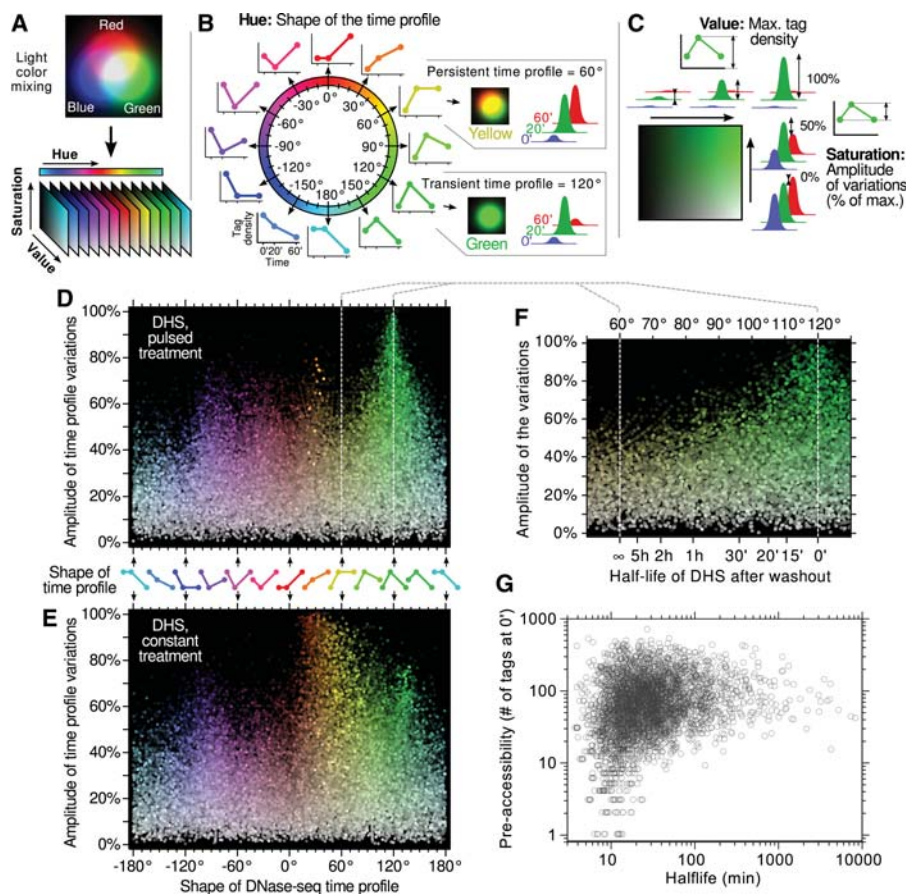 A
Red
Light
color
mixing
Blue
Green
Hue
Saturation
Value
B
Hue: Shape of the time profile
0°
30°
60°
90°
120°
150°
180°
-150°
-120°
-90°
-60°
-30°
Tag
density
0'20' 60'
Time
Persistent time profile = 60°
Yellow
60'
20'
0'
Transient time profile = 120°
Green
60'
20'
0'
C
Value: Max. tag
density
100%
50%
0%
Saturation:
Amplitude
of variations
(% of max.)
D
DHS,
pulsed
treatment
Amplitude of time profile variations
100%
80%
60%
40%
20%
0%
Shape of
time profile
E
DHS,
constant
treatment
Amplitude of time profile variations
100%
80%
60%
40%
20%
0%
-180 -120 -60 0 60 120 180
Shape of DNase-seq time profile
F
60° 70° 80° 90° 100° 110° 120°
Amplitude of the variations
100%
80%
60%
40%
20%
0%
∞ 5h 2h 1h 30' 20' 15' 0'
Half-life of DHS after washout
G
Pre-accessibility (# of tags at 0')
1000
100
10
1
10 100 1000 10000
Halflife (min)